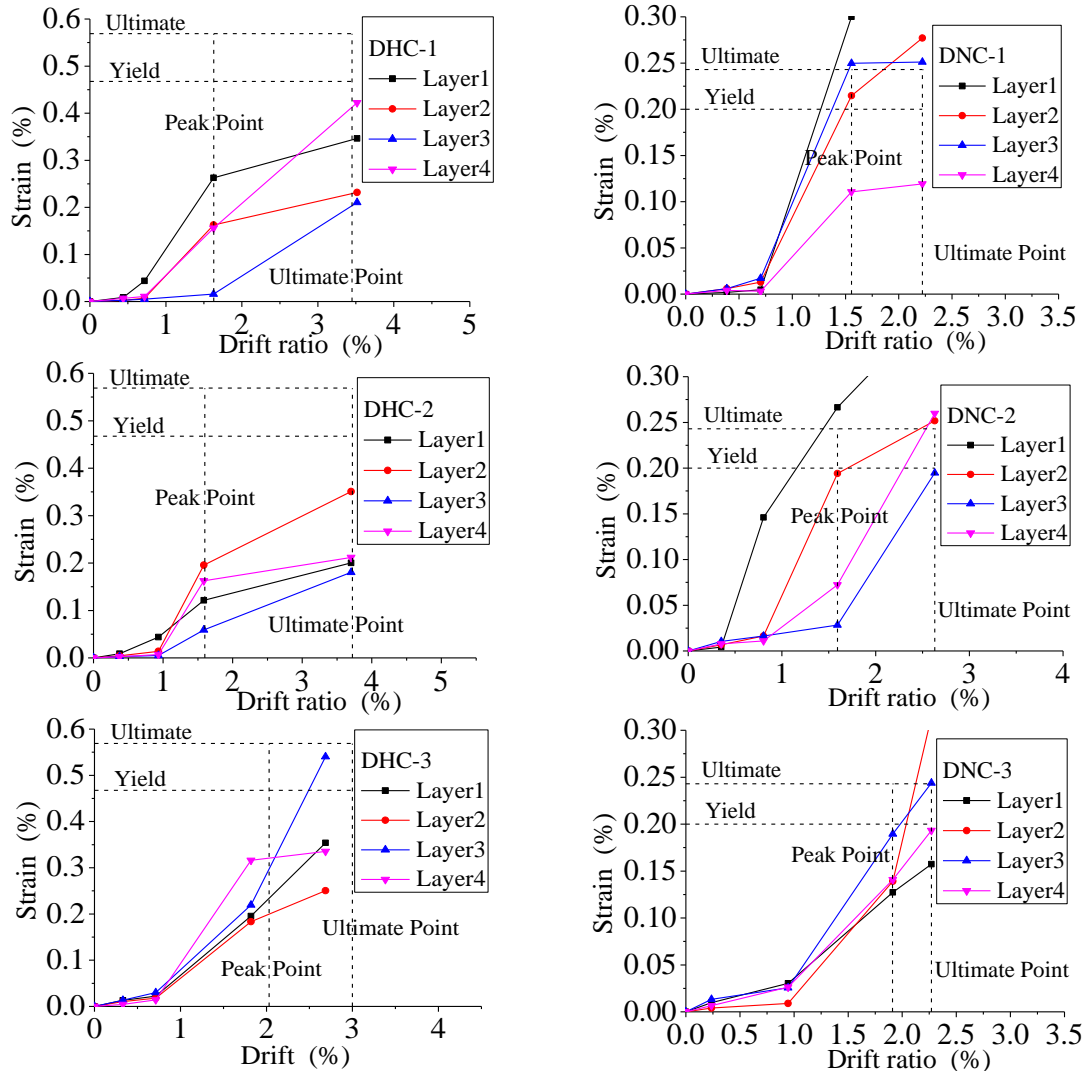 0.6
0.5
0.4
0.3
0.2
0.1
0.0
Strain (%)
Ultimate
Yield
Peak Point
Ultimate Point
DHC-1
Layer1
Layer2
Layer3
Layer4
0 1 2 3 4 5
Drift ratio (%)
0.30
0.25
0.20
0.15
0.10
0.05
0.00
Strain (%)
Ultimate
Yield
Peak Point
Ultimate Point
DNC-1
Layer1
Layer2
Layer3
Layer4
0.0 0.5 1.0 1.5 2.0 2.5 3.0 3.5
Drift ratio (%)
0.6
0.5
0.4
0.3
0.2
0.1
0.0
Strain (%)
Ultimate
Yield
Peak Point
Ultimate Point
DHC-2
Layer1
Layer2
Layer3
Layer4
0 1 2 3 4 5
Drift ratio (%)
0.30
0.25
0.20
0.15
0.10
0.05
0.00
Strain (%)
Ultimate
Yield
Peak Point
Ultimate Point
DNC-2
Layer1
Layer2
Layer3
Layer4
0 1 2 3 4
Drift ratio (%)
0.6
0.5
0.4
0.3
0.2
0.1
0.0
Strain (%)
Ultimate
Yield
Ultimate Point
Peak Point
DHC-3
Layer1
Layer2
Layer3
Layer4
0 1 2 3 4
Drift (%)
0.30
0.25
0.20
0.15
0.10
0.05
0.00
Strain (%)
Ultimate
Yield
Peak Point
Ultimate Point
DNC-3
Layer1
Layer2
Layer3
Layer4
0.0 0.5 1.0 1.5 2.0 2.5 3.0 3.5
Drift ratio (%)